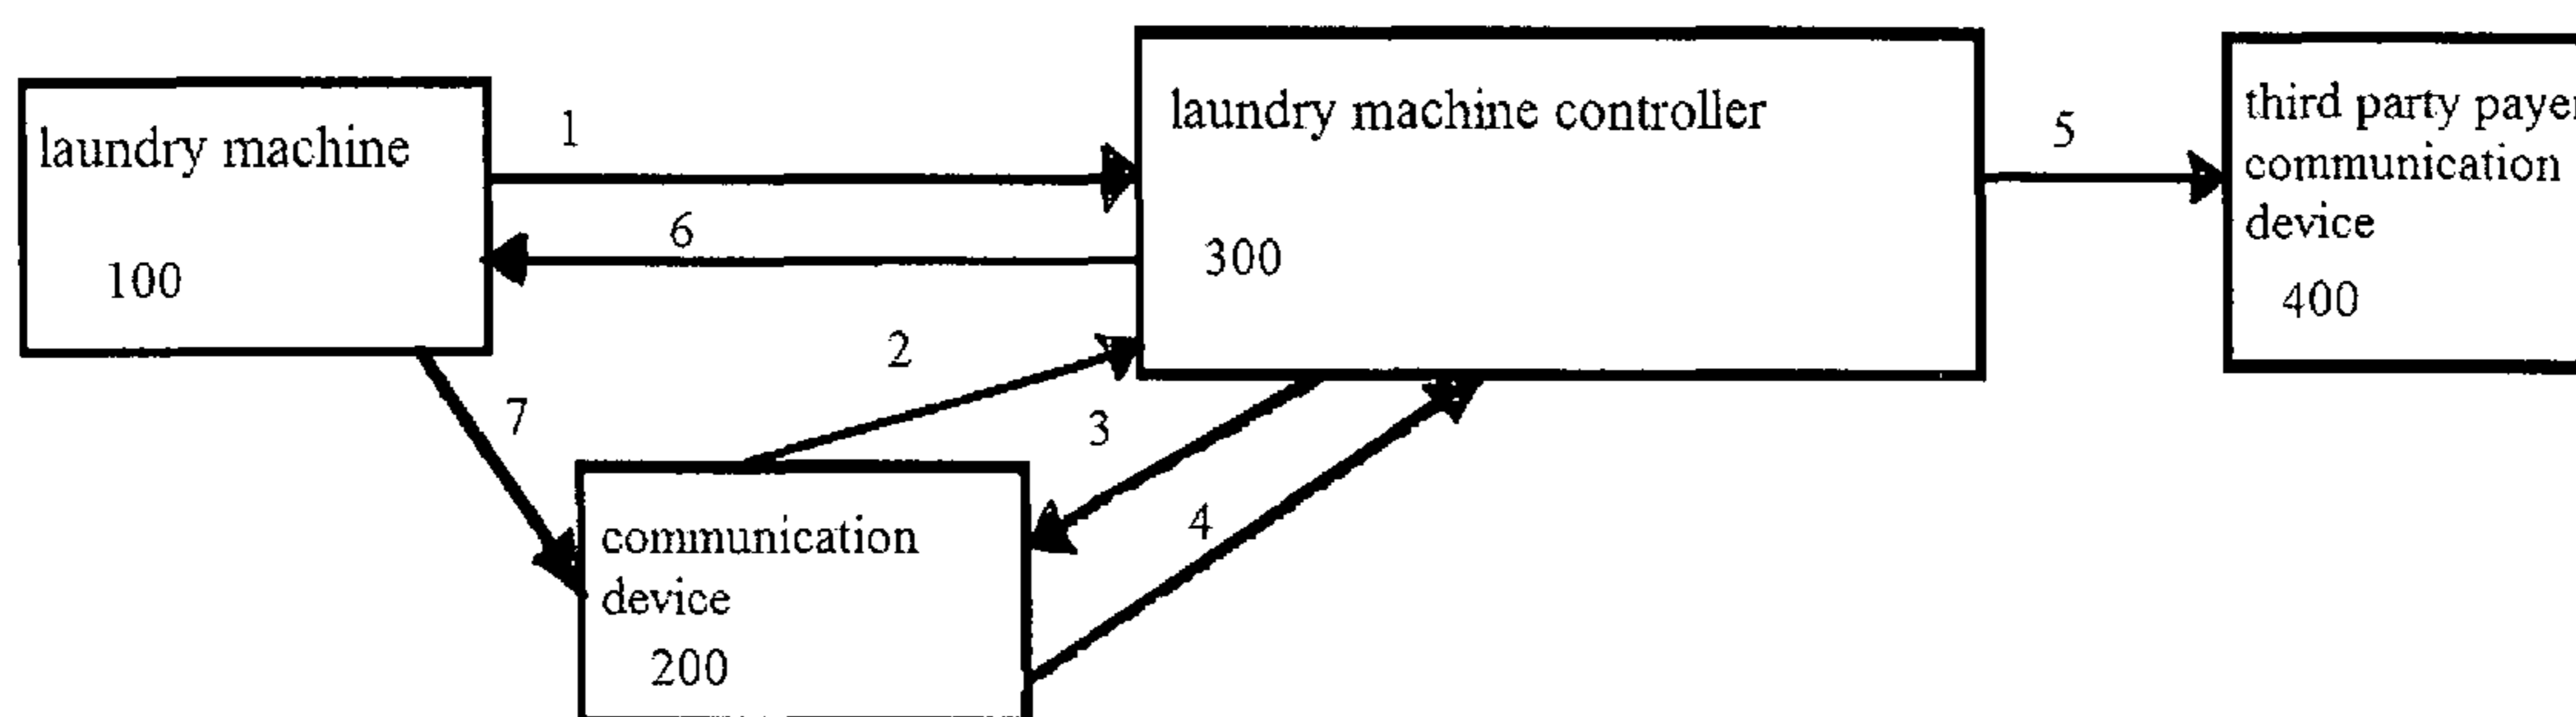 laundry machine
100
1
6
laundry machine controller
300
5
third party payer
communication
device
400
2
7
3
4
communication
device
200